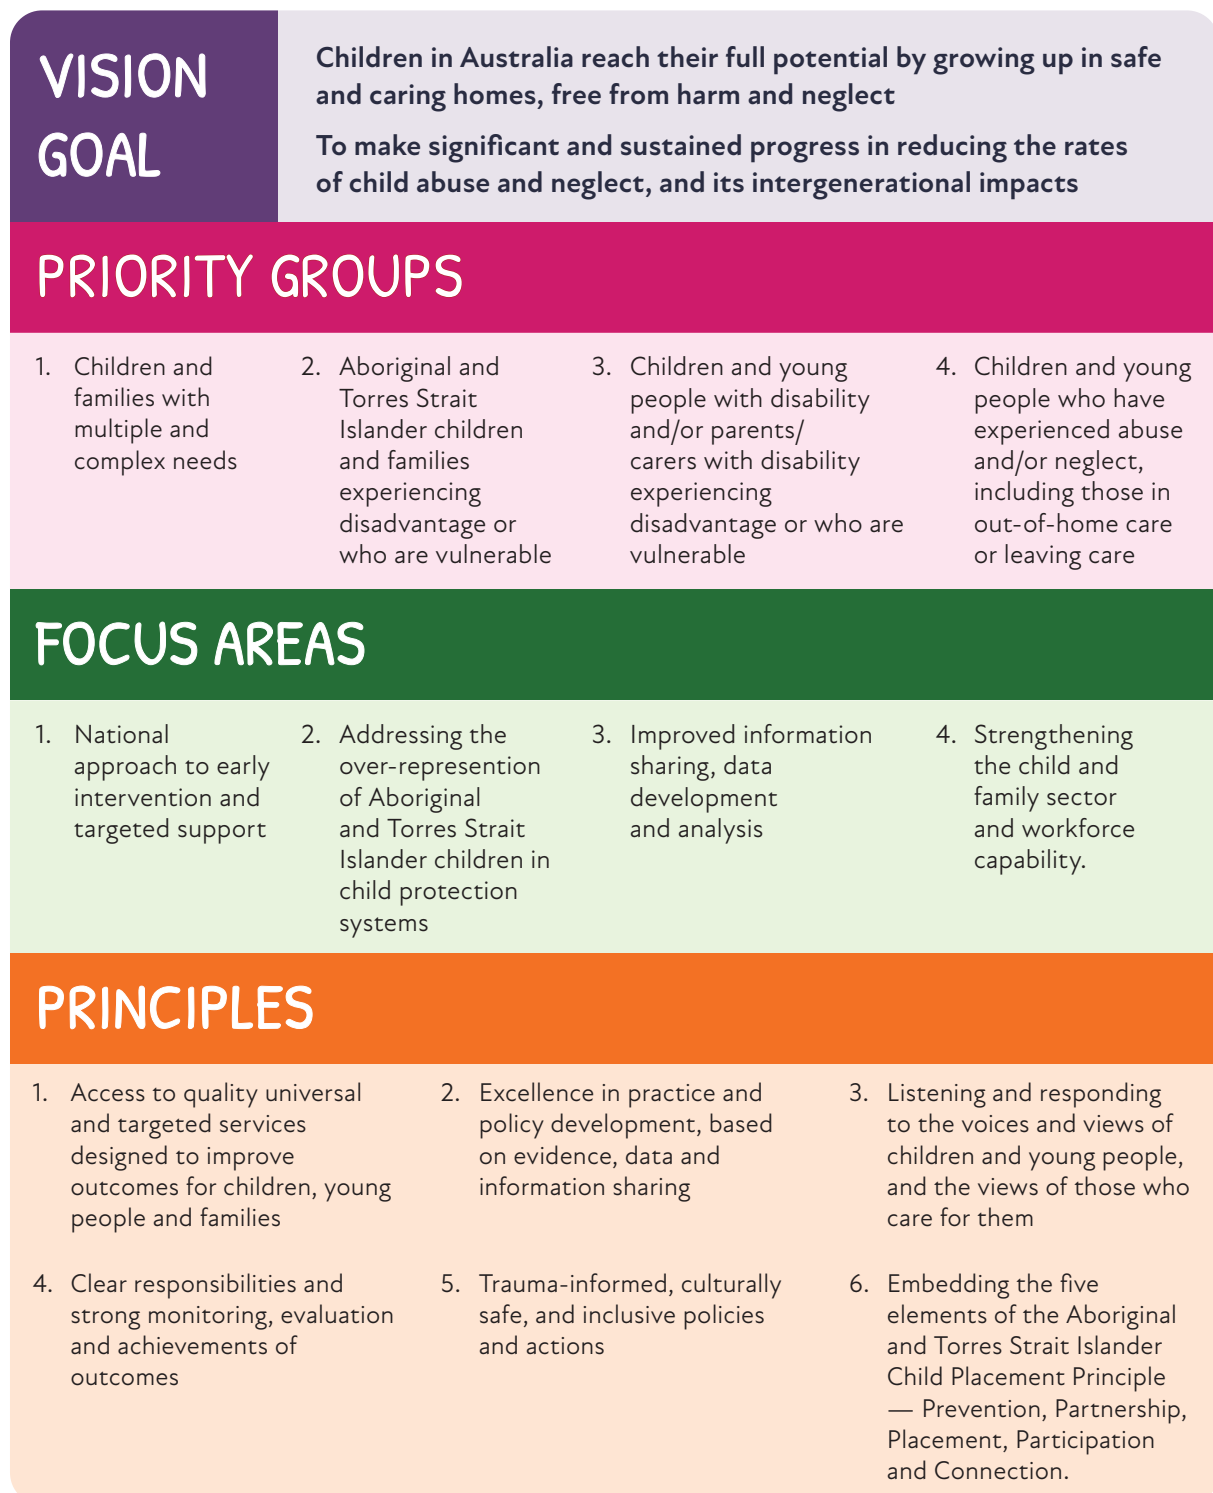 VISION
Children in Australia reach their full potential by growing up in safe
and caring homes, free from harm and neglect
GOAL
To make significant and sustained progress in reducing the rates
of child abuse and neglect, and its intergenerational impacts
PRIORITY GROUPS
1. Children and
families with
multiple and
complex needs
2. Aboriginal and
Torres Strait
Islander children
and families
experiencing
disadvantage or
who are vulnerable
3. Children and young
people with disability
and/or parents/
carers with disability
experiencing
disadvantage or who are
vulnerable
4. Children and young
people who have
experienced abuse
and/or neglect,
including those in
out-of-home care
or leaving care
FOCUS AREAS
1. National
approach to early
intervention and
targeted support
2. Addressing the
over-represention
of Aboriginal
and Torres Strait
Islander children in
child protection
systems
3. Improved information
sharing, data
development
and analysis
4. Strengthening
the child and
family sector
and workforce
capability.
PRINCIPLES
1. Access to quality universal
and targeted services
designed to improve
outcomes for children, young
people and families
2. Excellence in practice and
policy development, based
on evidence, data and
information sharing
3. Listening and responding
to the voices and views of
children and young people,
and the views of those who
care for them
4. Clear responsibilities and
strong monitoring, evaluation
and achievements of
outcomes
5. Trauma-informed, culturally
safe, and inclusive policies
and actions
6. Embedding the five
elements of the Aboriginal
and Torres Strait Islander
Child Placement Principle
— Prevention, Partnership,
Placement, Participation
and Connection.